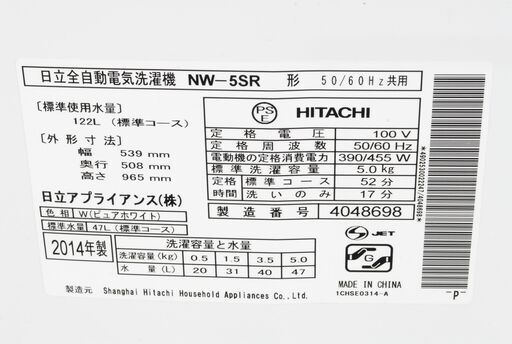 日立全自動電気洗濯機 NW-5SR 形 50/60Hz共用
[標準使用水量]
122L (標準コース)
[外形寸法]
幅 539 mm
奥行 508 mm
高さ 965 mm
日立アプライアンス(株)
色相 W(ピュアホワイト)
標準水量 47L(標準コース)
PS E HITACHI
定格電圧 100 V
定格周波数 50/60 Hz
電動機の定格消費電力 390/455 W
標準洗濯容量 5.0kg
定格時間 標準コース 52分
洗いのみ 17分
製造番号 4048698
2014年製
洗濯容量と水量
洗濯容量(kg) 0.5 1.5 3.5 5.0
水量(L) 20 31 40 47
S JET
G
MADE IN CHINA
1CHSE0314-A
製造元 Shanghai Hitachi Household Appliances Co.,Ltd.
-P-